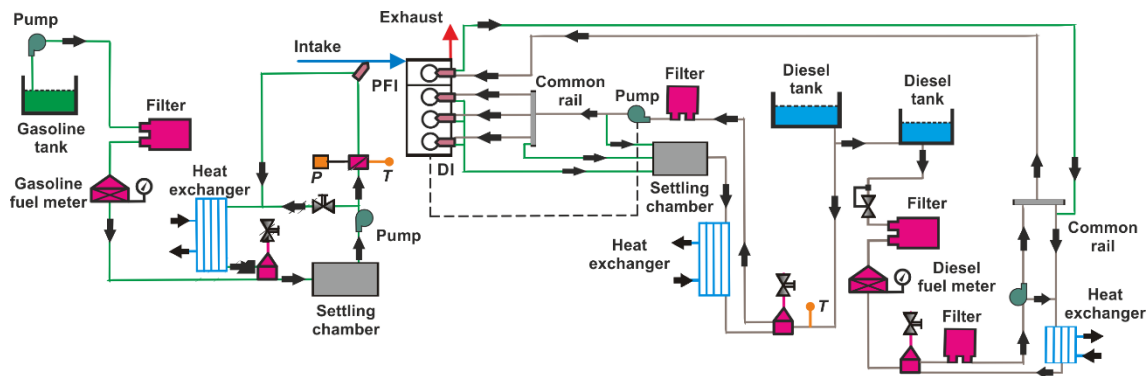 Pump
Gasoline
tank
Filter
Gasoline
fuel meter
Heat
exchanger
Intake
Exhaust
PFI
DI
P
T
Pump
Settling
chamber
Common
rail
Pump
Filter
Settling
chamber
Heat
exchanger
T
Diesel
tank
Diesel
tank
Filter
Diesel
fuel meter
Filter
Common
rail
Heat
exchanger